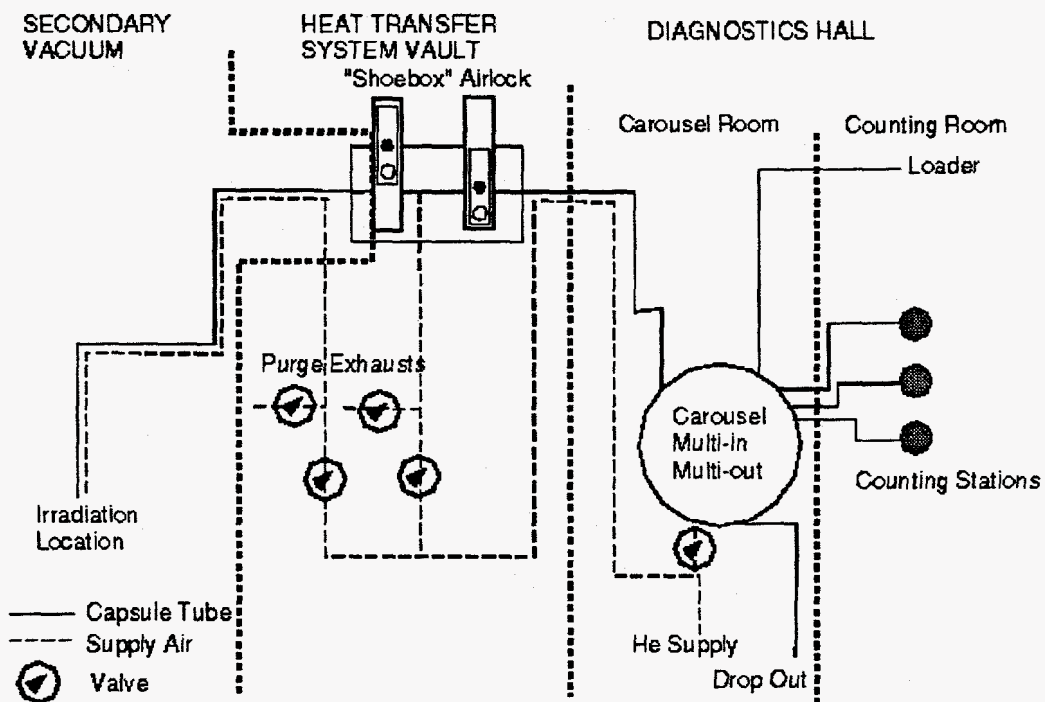 SECONDARY
VACUUM
HEAT TRANSFER
SYSTEM VAULT
"Shoebox" Airlock
DIAGNOSTICS HALL
Carousel Room
Counting Room
Loader
Purge Exhausts
Carousel
Multi-in
Multi-out
Counting Stations
Irradiation
Location
Capsule Tube
Supply Air
Valve
He Supply
Drop Out